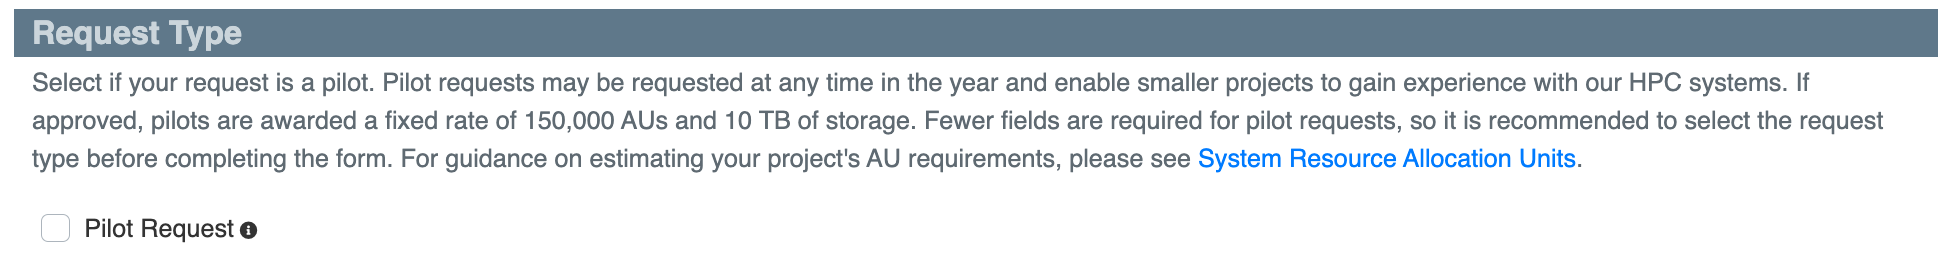 Request Type
Select if your request is a pilot. Pilot requests may be requested at any time in the year and enable smaller projects to gain experience with our HPC systems. If
approved, pilots are awarded a fixed rate of 150,000 AUs and 10 TB of storage. Fewer fields are required for pilot requests, so it is recommended to select the request
type before completing the form. For guidance on estimating your project's AU requirements, please see System Resource Allocation Units.
Pilot Request